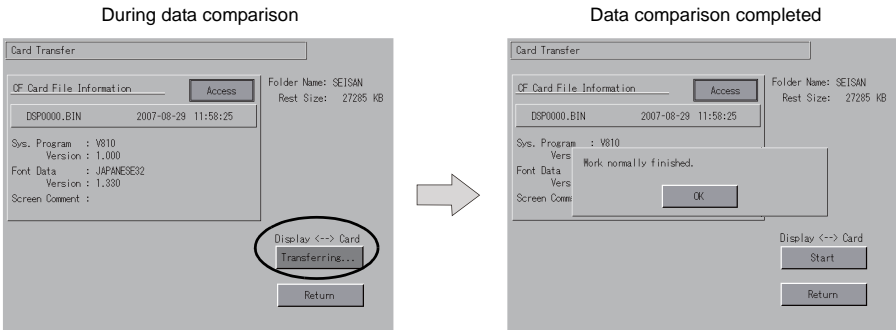 During data comparison
Card Transfer
CF Card File Information
Access
Folder Name: SEISAN
Rest Size: 27285 KB
DSP0000.BIN 2007-08-29 11:58:25
Sys. Program : V810
Version : 1.000
Font Data : JAPANESE32
Version : 1.330
Screen Comment :
Display <--> Card
Transferring...
Return
Data comparison completed
Card Transfer
CF Card File Information
Access
Folder Name: SEISAN
Rest Size: 27285 KB
DSP0000.BIN 2007-08-29 11:58:25
Sys. Program : V810
Vers
Font Data
Vers
Screen Comm
Work normally finished.
OK
Display <--> Card
Start
Return